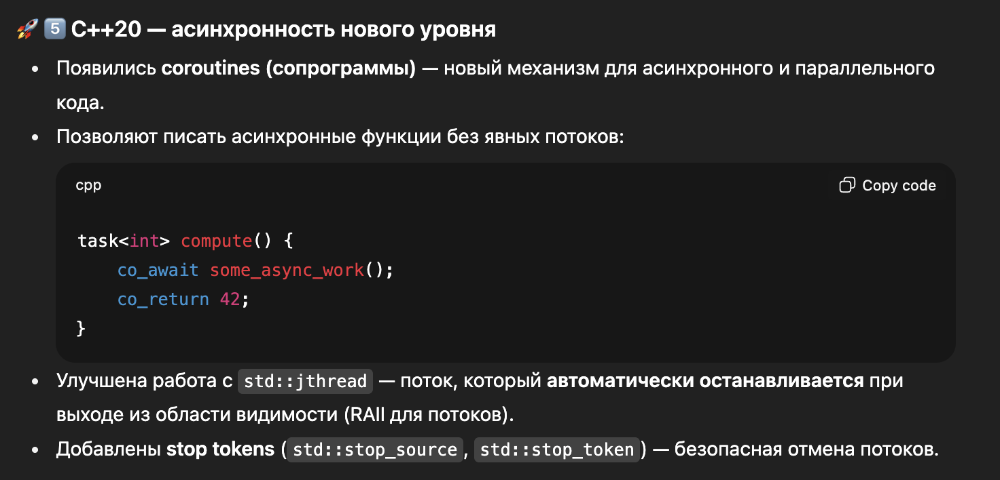 🚀 5️⃣ C++20 — асинхронность нового уровня
• Появились coroutines (сопрограммы) — новый механизм для асинхронного и параллельного
кода.
• Позволяют писать асинхронные функции без явных потоков:
cpp
Copy code
task<int> compute() {
    co_await some_async_work();
    co_return 42;
}
• Улучшена работа с std::jthread — поток, который автоматически останавливается при
выходе из области видимости (RAII для потоков).
• Добавлены stop tokens (std::stop_source, std::stop_token) — безопасная отмена потоков.